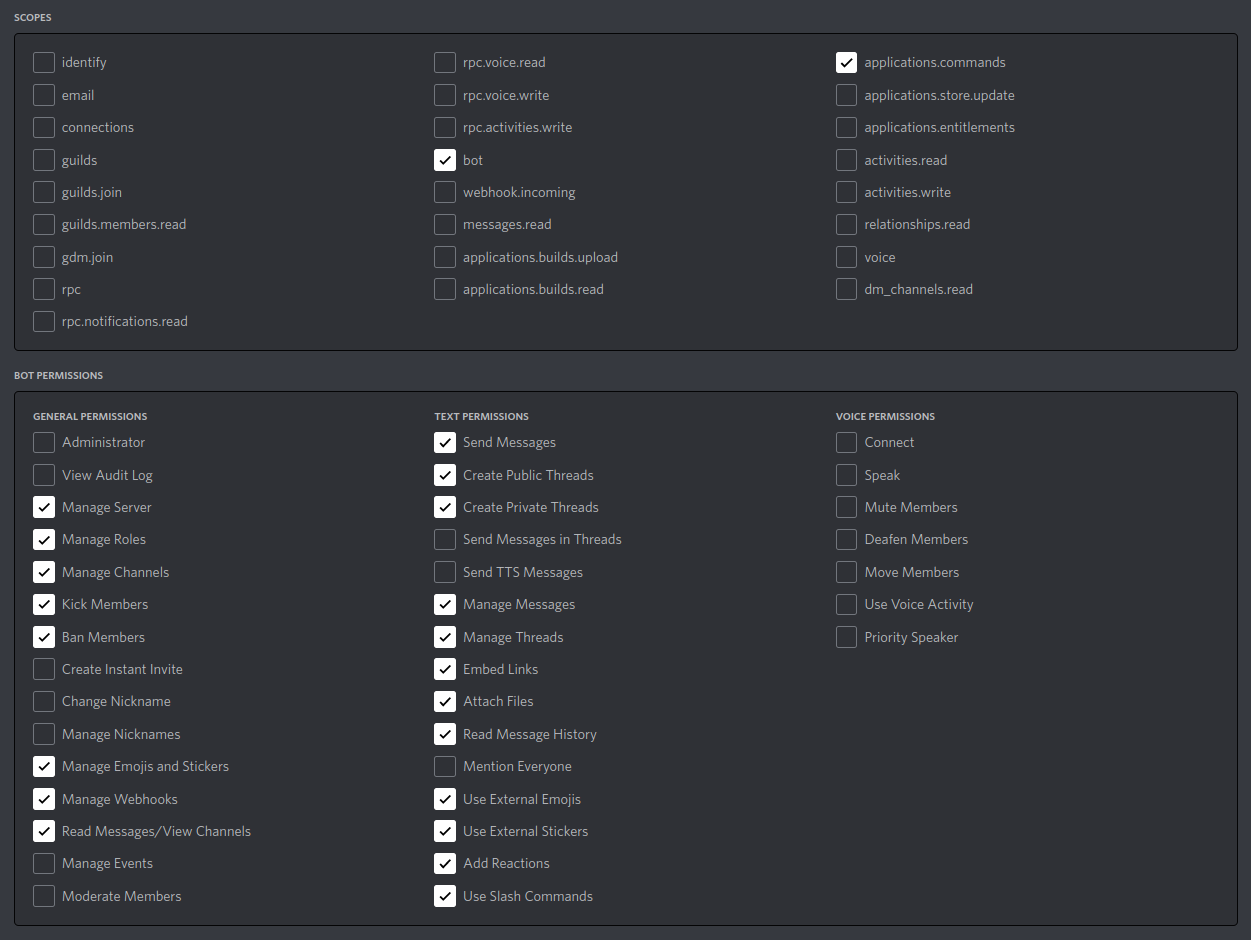 SCOPES
identify
email
connections
guilds
guilds.join
guilds.members.read
gdm.join
rpc
rpc.notifications.read
rpc.voice.read
rpc.voice.write
rpc.activities.write
bot
webhook.incoming
messages.read
applications.builds.upload
applications.builds.read
applications.commands
applications.store.update
applications.entitlements
activities.read
activities.write
relationships.read
voice
dm_channels.read
BOT PERMISSIONS
GENERAL PERMISSIONS
Administrator
View Audit Log
Manage Server
Manage Roles
Manage Channels
Kick Members
Ban Members
Create Instant Invite
Change Nickname
Manage Nicknames
Manage Emojis and Stickers
Manage Webhooks
Read Messages/View Channels
Manage Events
Moderate Members
TEXT PERMISSIONS
Send Messages
Create Public Threads
Create Private Threads
Send Messages in Threads
Send TTS Messages
Manage Messages
Manage Threads
Embed Links
Attach Files
Read Message History
Mention Everyone
Use External Emojis
Use External Stickers
Add Reactions
Use Slash Commands
VOICE PERMISSIONS
Connect
Speak
Mute Members
Deafen Members
Move Members
Use Voice Activity
Priority Speaker